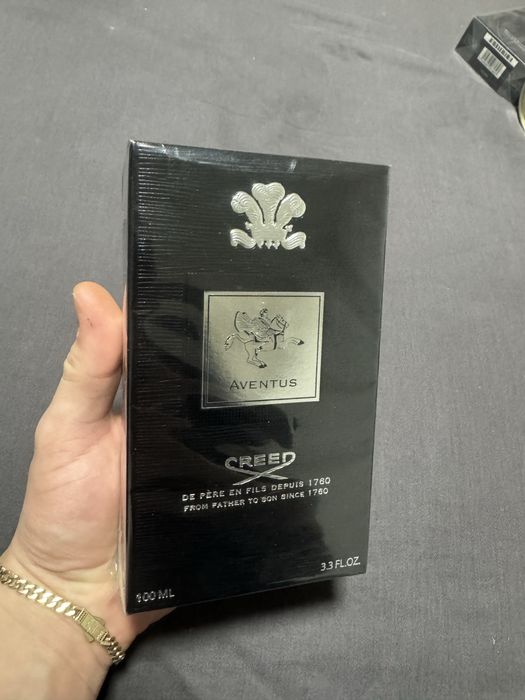 AVENTUS
CREED
DE PÈRE EN FILS DEPUIS 1760
FROM FATHER TO SON SINCE 1760
3.3 FL.OZ.
100 ML